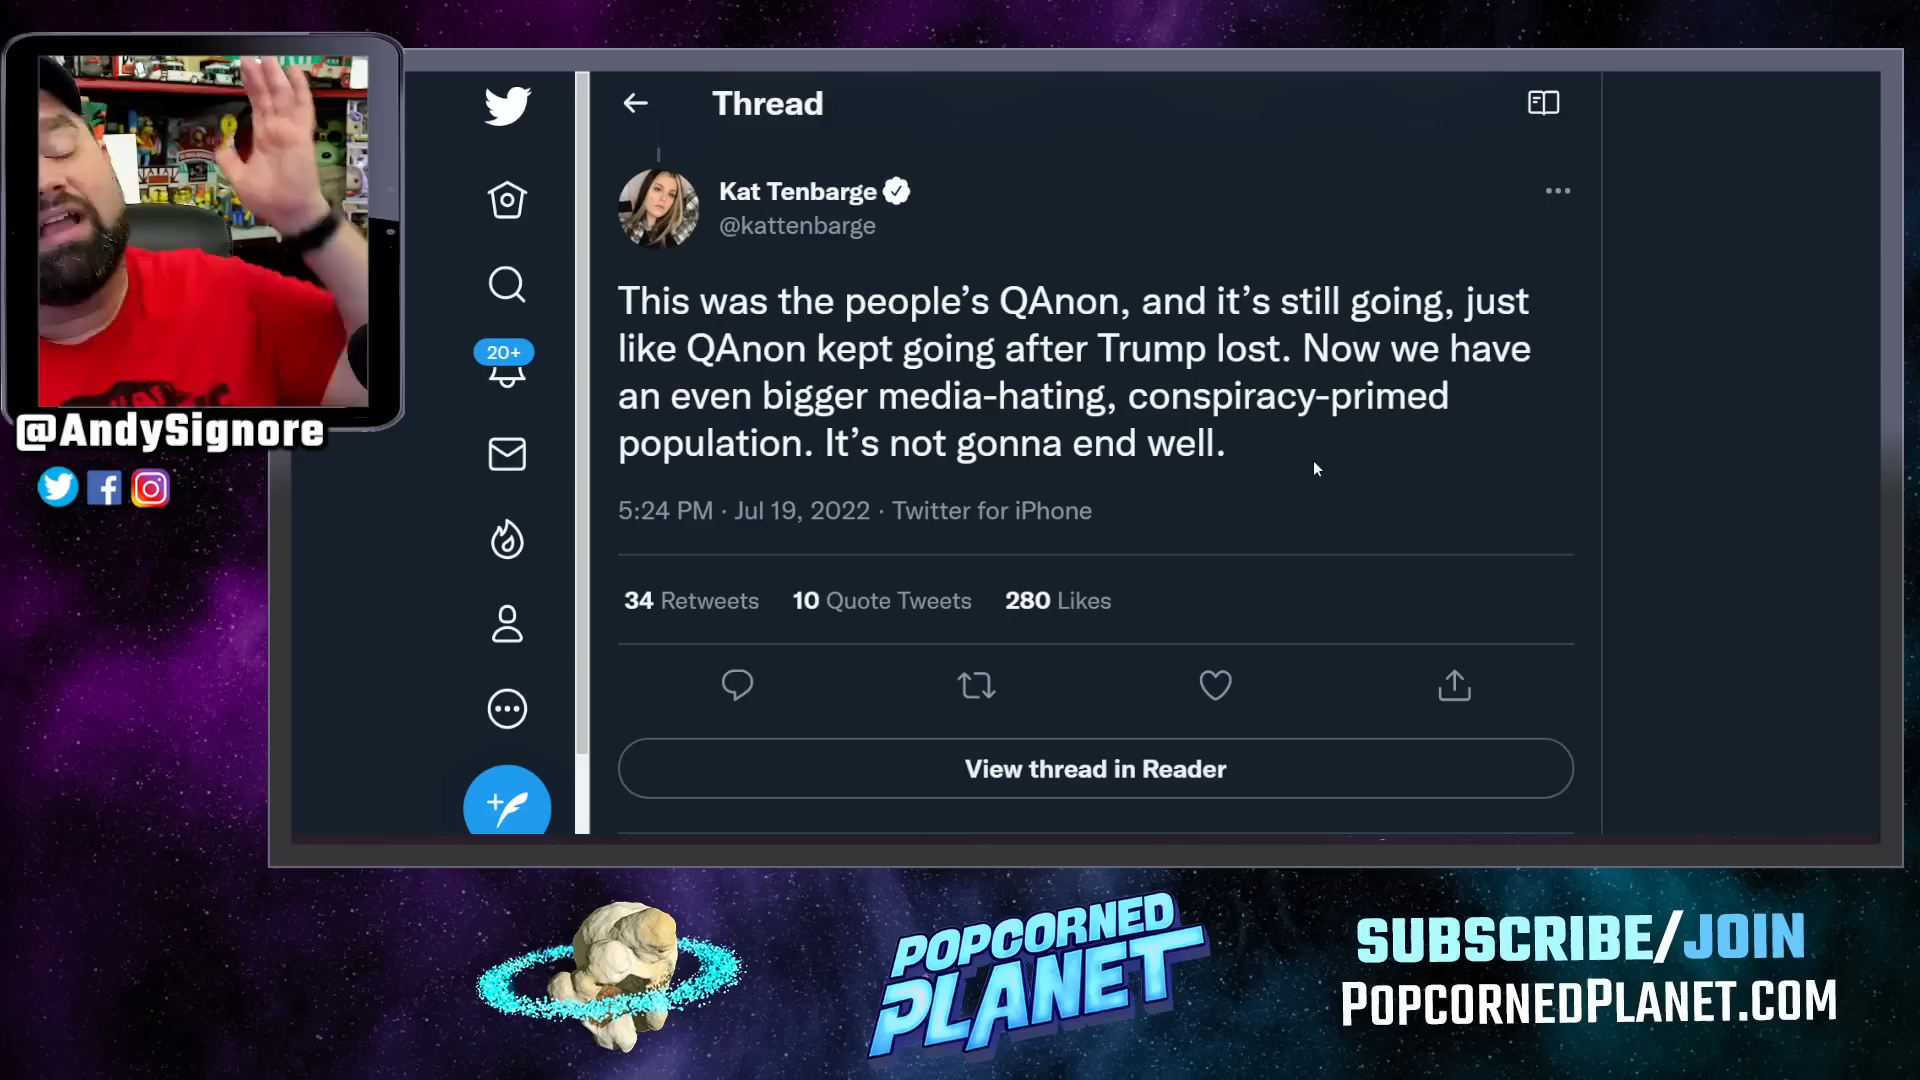 Thread
Kat Tenbarge
@kattenbarge
This was the people’s QAnon, and it’s still going, just
like QAnon kept going after Trump lost. Now we have
an even bigger media-hating, conspiracy-primed
population. It’s not gonna end well.
5:24 PM · Jul 19, 2022 · Twitter for iPhone
34 Retweets 10 Quote Tweets 280 Likes
View thread in Reader
20+
@AndySignore
POPCORNED
PLANET
SUBSCRIBE/JOIN
POPCORNEDPLANET.COM